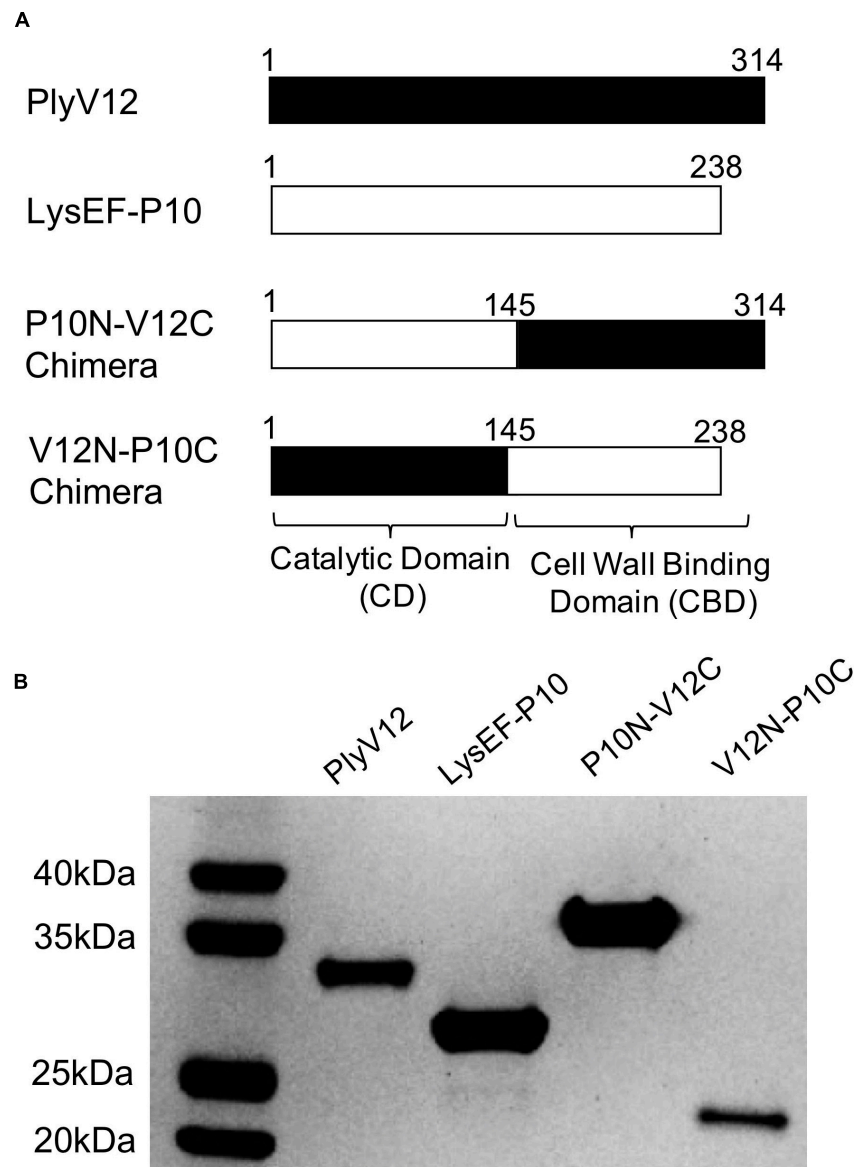 A
1 314
PlyV12
1 238
LysEF-P10
1 145 314
P10N-V12C
Chimera
1 145 238
V12N-P10C
Chimera
Catalytic Domain
(CD)
Cell Wall Binding
Domain (CBD)
B
PlyV12
LysEF-P10
P10N-V12C
V12N-P10C
40kDa
35kDa
25kDa
20kDa